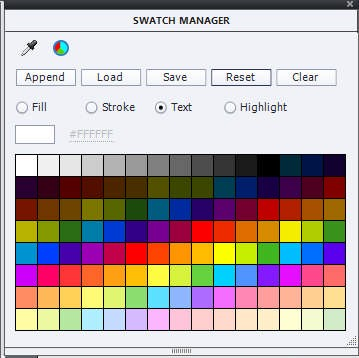 SWATCH MANAGER
Append Load Save Reset Clear
Fill Stroke Text Highlight
#FFFFFF